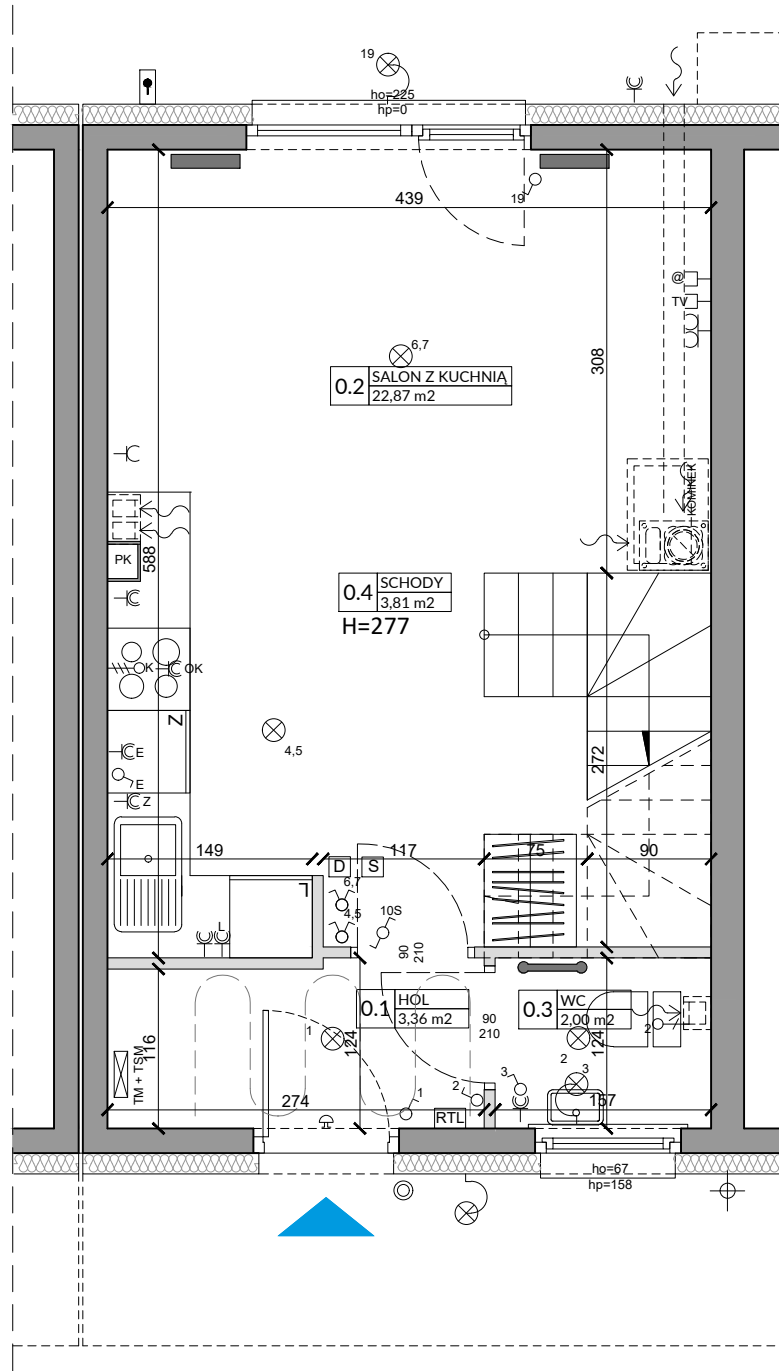 19
ho=225
hp=0
19
439
@
TV
6,7
0.2 SALON Z KUCHNIĄ
22,87 m2
308
KOMINEK
PK
588
0.4 SCHODY
3,81 m2
H=277
K
OK
Z
4,5
E
E
Z
272
149
117
75
90
D
S
6,7
4,5
10S
L
90
210
0.1 HOL
3,36 m2
0.3 WC
2,00 m2
90
210
1
124
2
124
2
116
TM + TSM
3
3
2
1
274
RTL
157
ho=67
hp=158